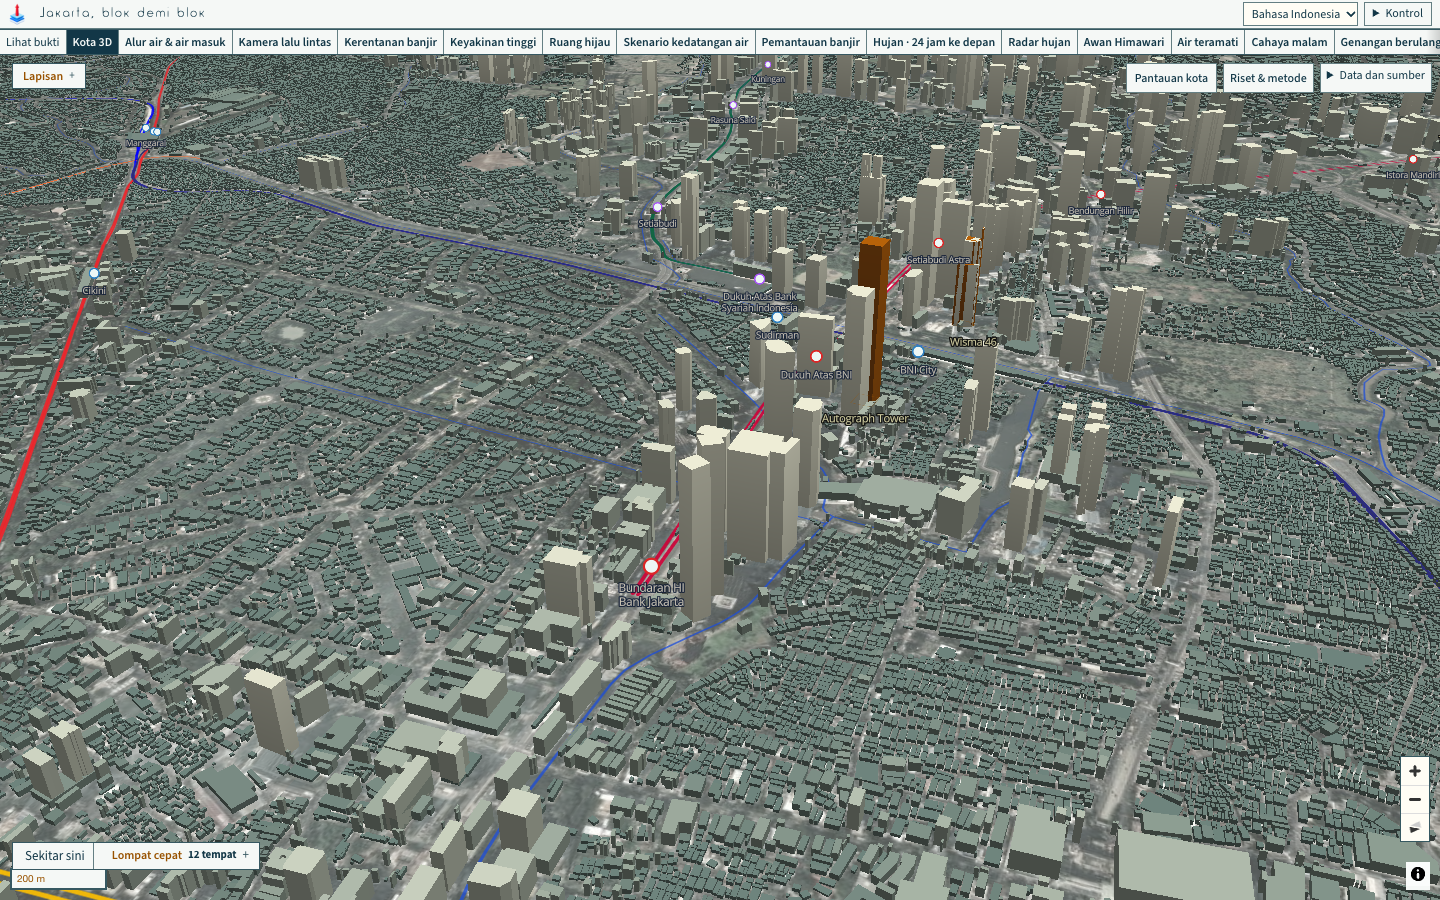 Jakarta, blok demi blok
Bahasa Indonesia
Kontrol
Lihat bukti
Kota 3D
Alur air & air masuk
Kamera lalu lintas
Kerentanan banjir
Keyakinan tinggi
Ruang hijau
Skenario kedatangan air
Pemantauan banjir
Hujan · 24 jam ke depan
Radar hujan
Awan Himawari
Air teramati
Cahaya malam
Genangan berulang
Lapisan +
Pantauan kota
Riset & metode
Data dan sumber
Kuningan
Rasuna Said
Manggarai
Istora Mandiri
Bendungan Hilir
Setiabudi
Setiabudi Astra
Cikini
Dukuh Atas Bank
Syariah Indonesia
Sudirman
Wisma 46
Dukuh Atas BNI
BNI City
Autograph Tower
Bundaran HI
Bank Jakarta
Sekitar sini
Lompat cepat 12 tempat +
200 m